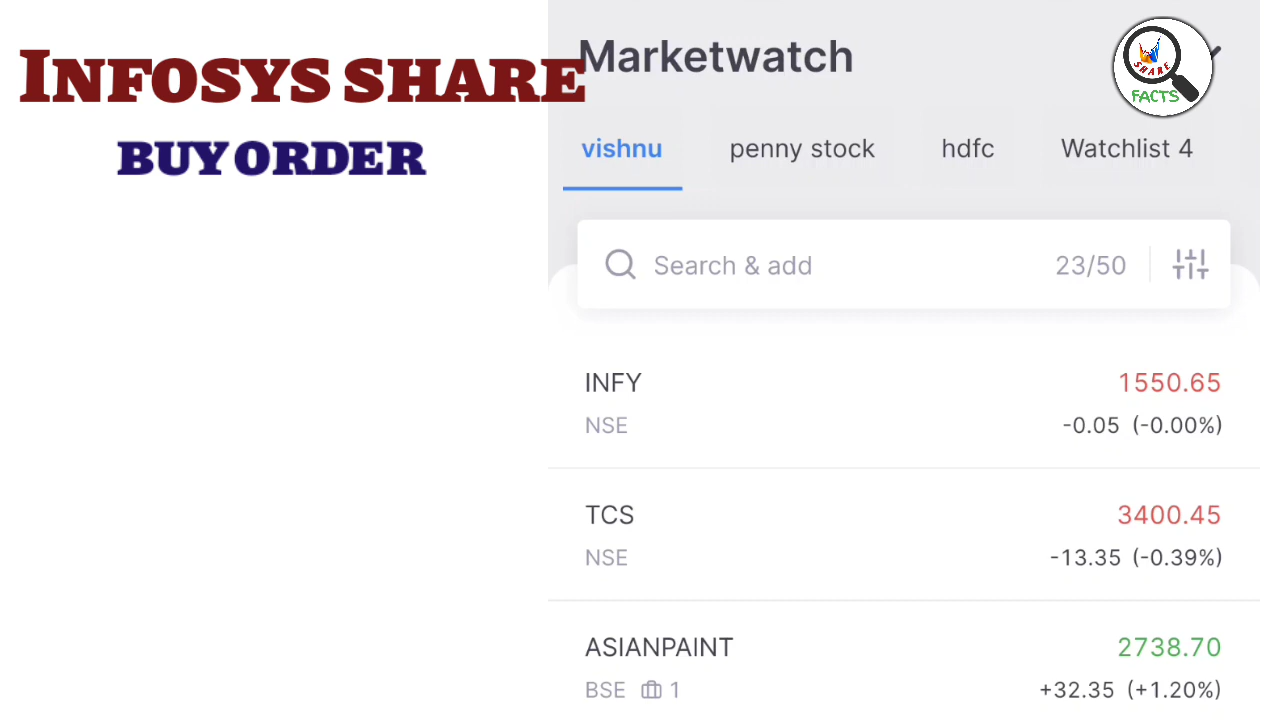 Infosys share
buy order
Marketwatch
SHARE
FACTS
vishnu penny stock hdfc Watchlist 4
Search & add 23/50
INFY 1550.65
NSE -0.05 (-0.00%)
TCS 3400.45
NSE -13.35 (-0.39%)
ASIANPAINT 2738.70
BSE 1 +32.35 (+1.20%)